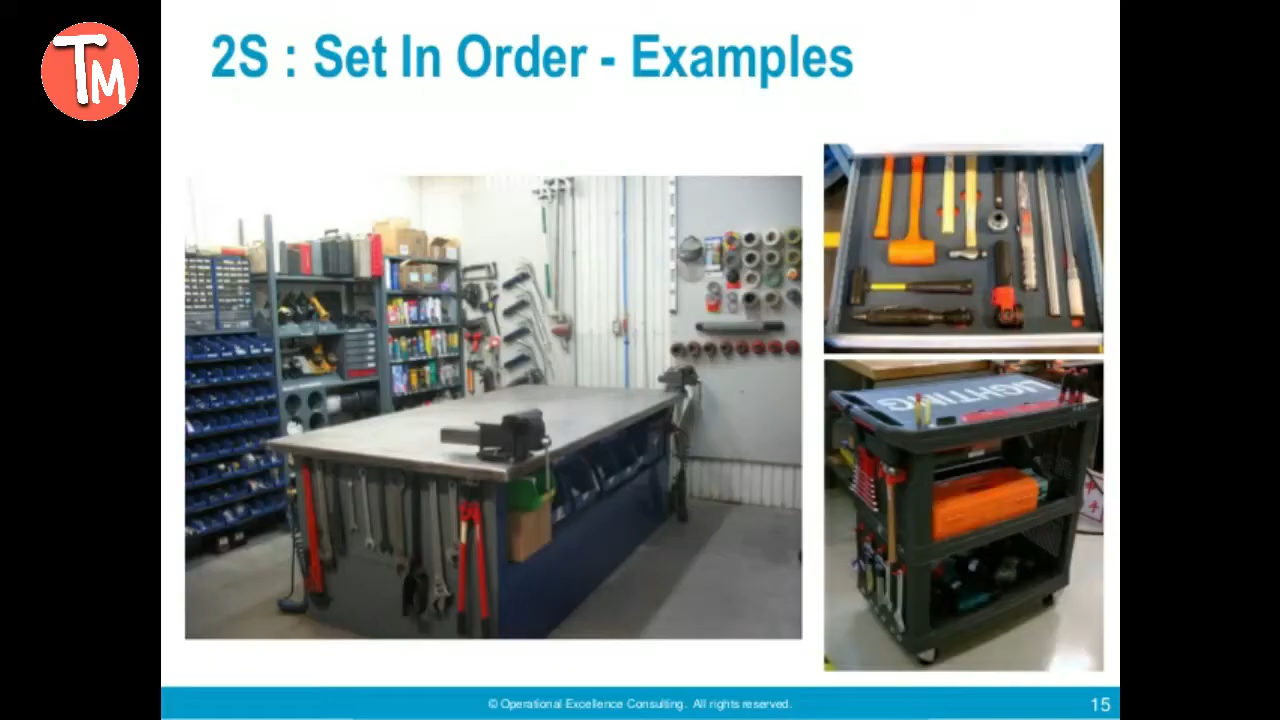 TM
2S : Set In Order - Examples
LIGHTING
© Operational Excellence Consulting. All rights reserved.
15